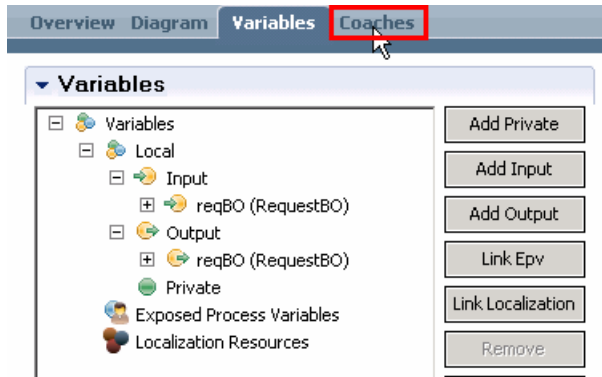 Overview Diagram Variables Coaches
Variables
Variables
Local
Input
reqBO (RequestBO)
Output
reqBO (RequestBO)
Private
Exposed Process Variables
Localization Resources
Add Private
Add Input
Add Output
Link Epv
Link Localization
Remove